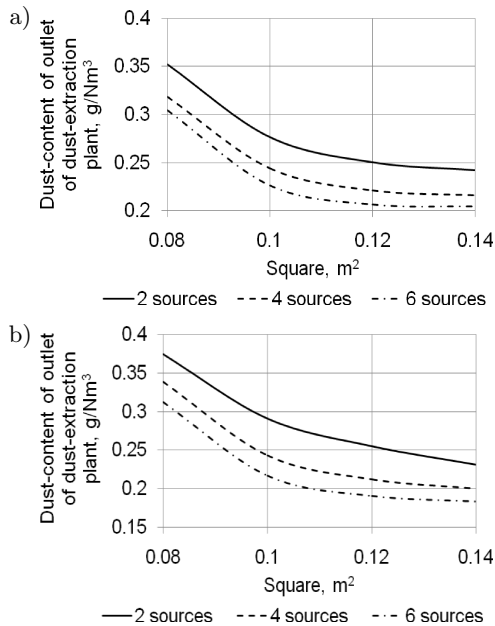 a)
Dust-content of outlet
of dust-extraction
plant, g/Nm³
0.4
0.35
0.3
0.25
0.2
0.08 0.1 0.12 0.14
Square, m²
2 sources 4 sources 6 sources
b)
Dust-content of outlet
of dust-extraction
plant, g/Nm³
0.4
0.35
0.3
0.25
0.2
0.15
0.08 0.1 0.12 0.14
Square, m²
2 sources 4 sources 6 sources